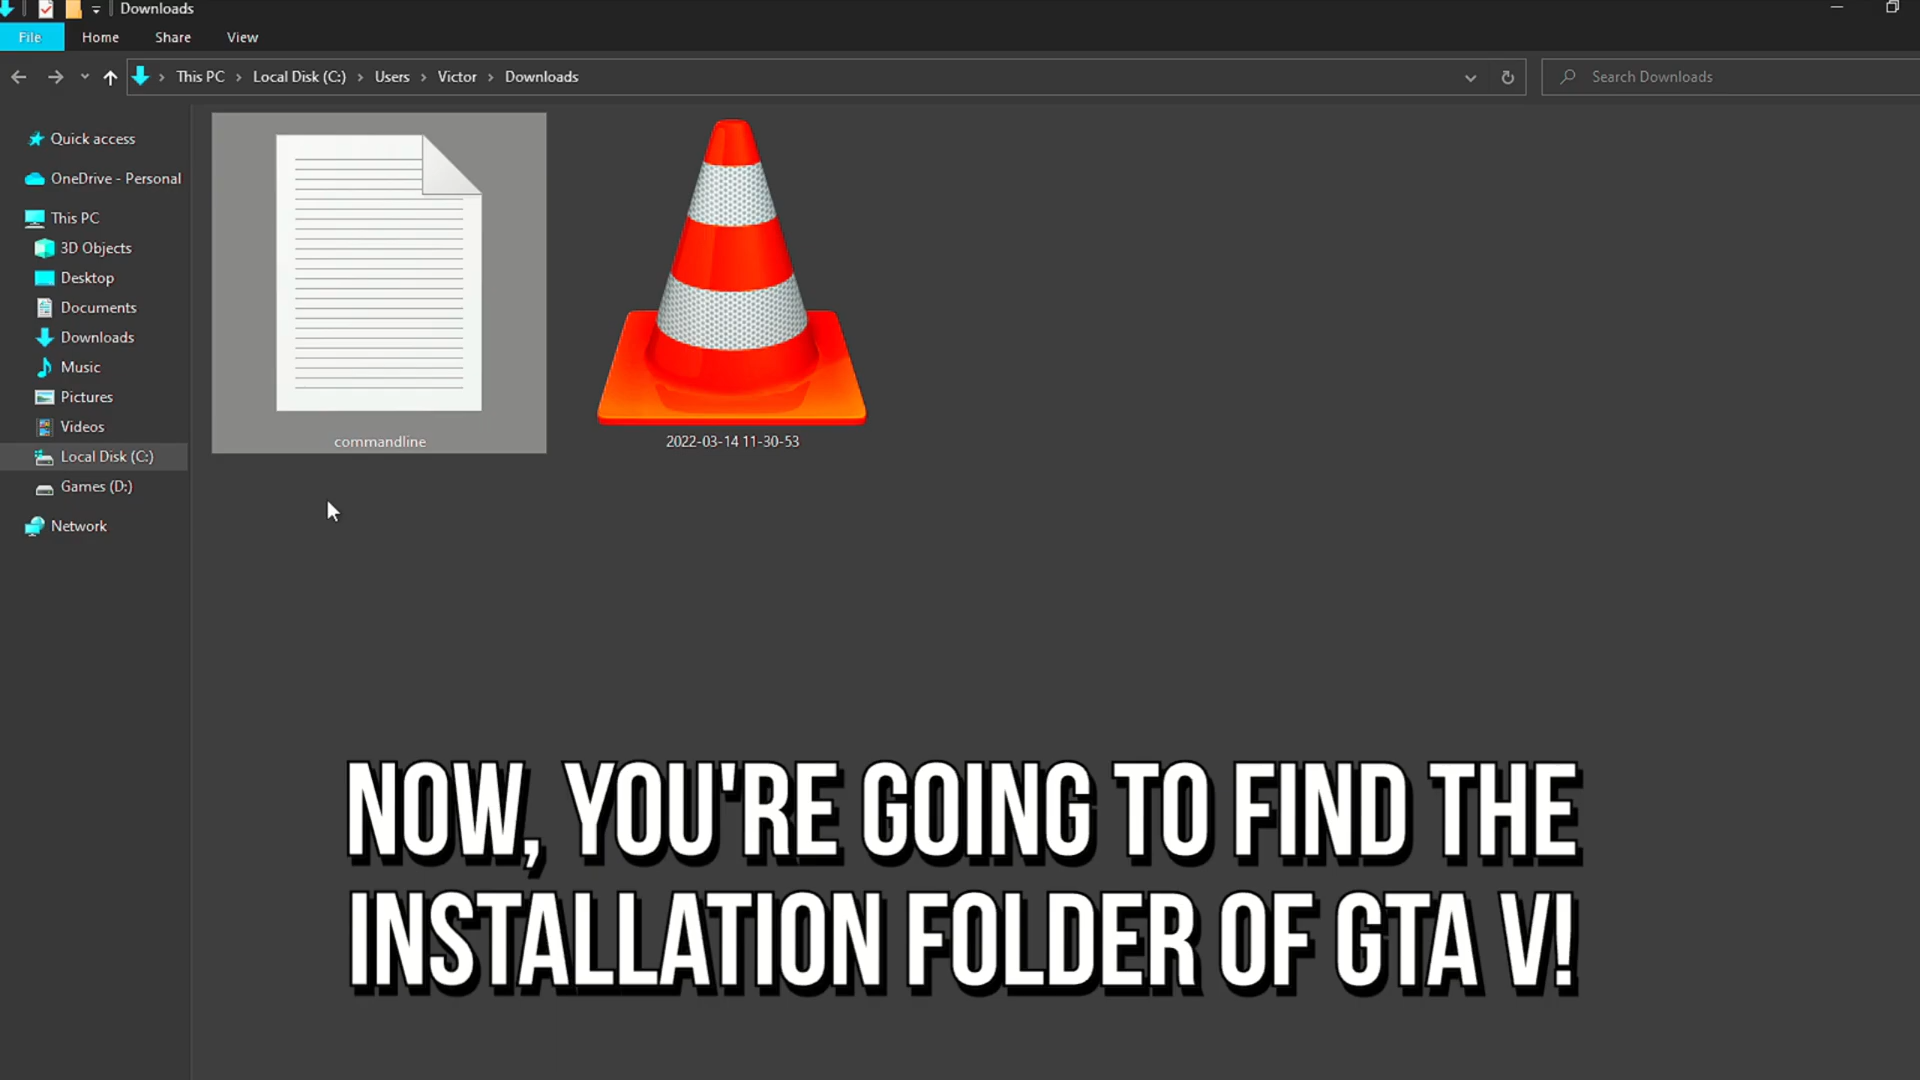 Downloads
File Home Share View
This PC Local Disk (C:) Users Victor Downloads
Search Downloads
Quick access
OneDrive - Personal
This PC
3D Objects
Desktop
Documents
Downloads
Music
Pictures
Videos
Local Disk (C:)
Games (D:)
Network
commandline
2022-03-14 11-30-53
NOW, YOU'RE GOING TO FIND THE
INSTALLATION FOLDER OF GTA V!